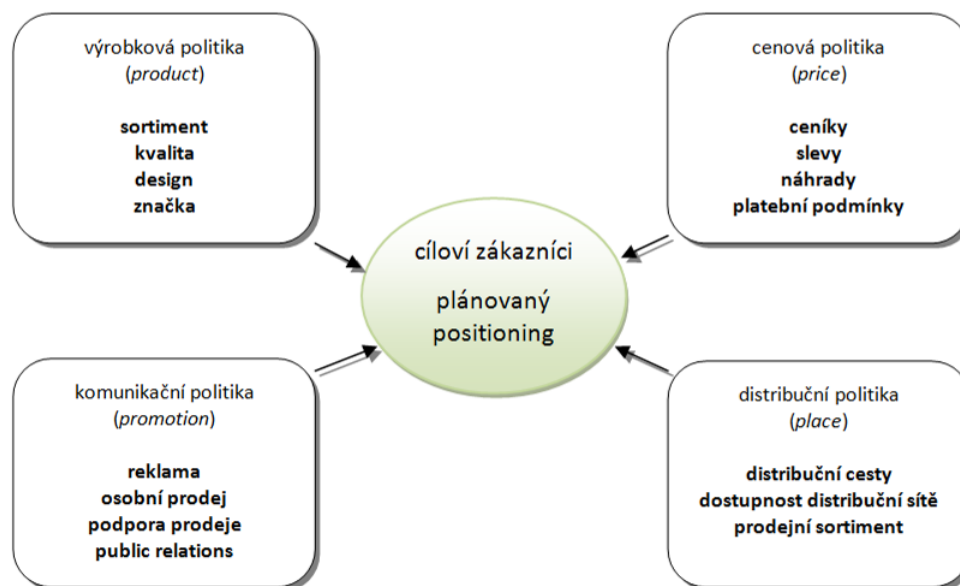 výrobková politika
(product)
sortiment
kvalita
design
značka
cenová politika
(price)
ceníky
slevy
náhrady
platební podmínky
cíloví zákazníci
plánovaný
positioning
komunikační politika
(promotion)
reklama
osobní prodej
podpora prodeje
public relations
distribuční politika
(place)
distribuční cesty
dostupnost distribuční sítě
prodejní sortiment